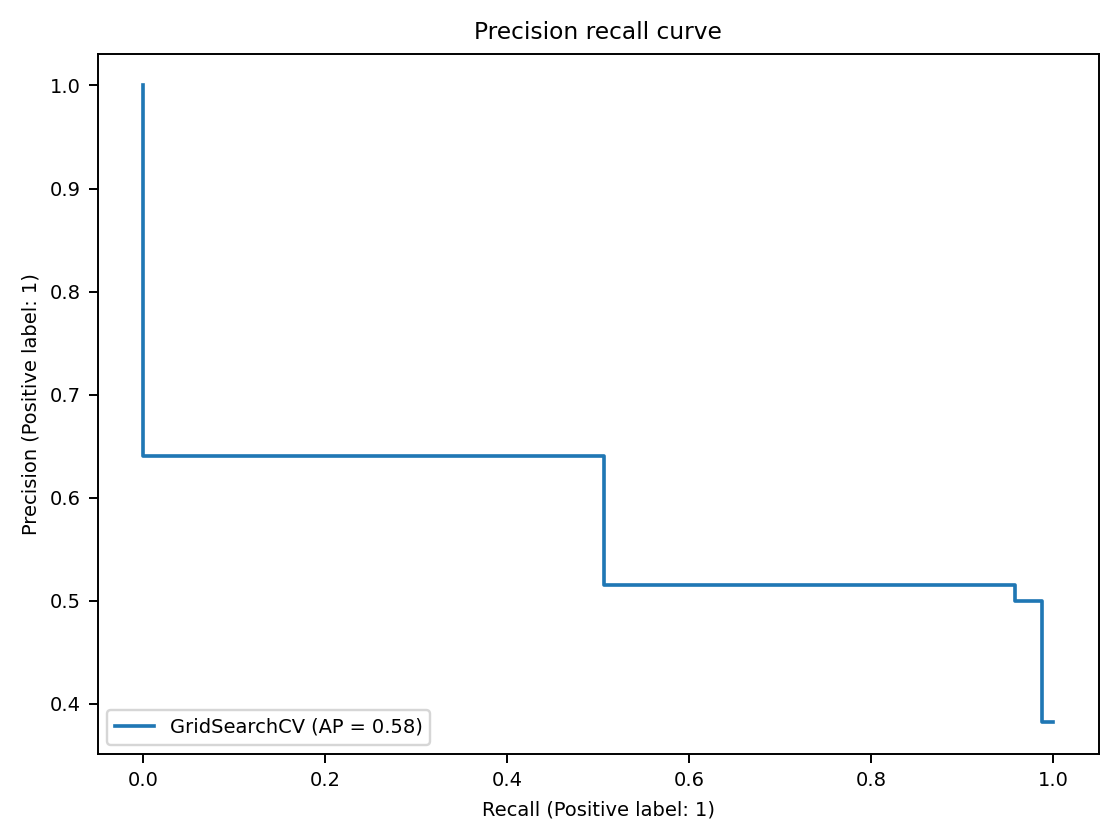 Precision recall curve
1.0
0.9
0.8
0.7
0.6
0.5
0.4
Precision (Positive label: 1)
GridSearchCV (AP = 0.58)
0.0 0.2 0.4 0.6 0.8 1.0
Recall (Positive label: 1)